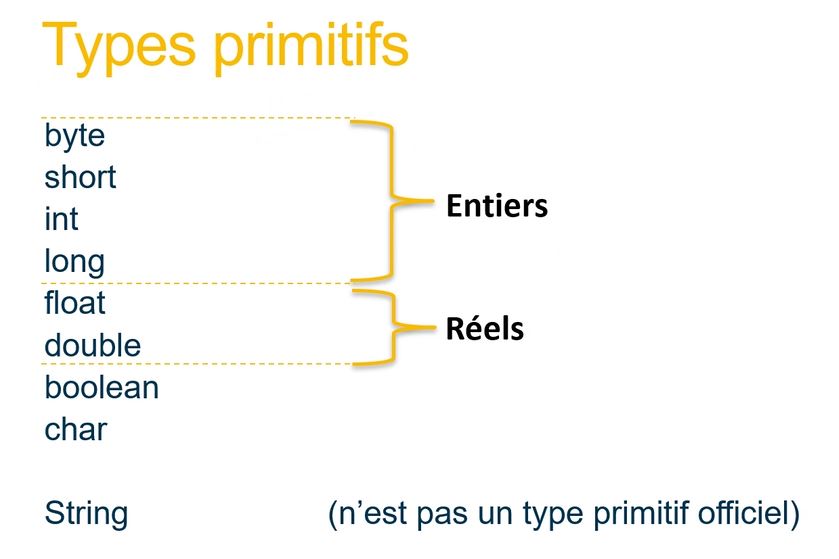 Types primitifs
byte
short
int
long
Entiers
float
double
Réels
boolean
char
String (n’est pas un type primitif officiel)